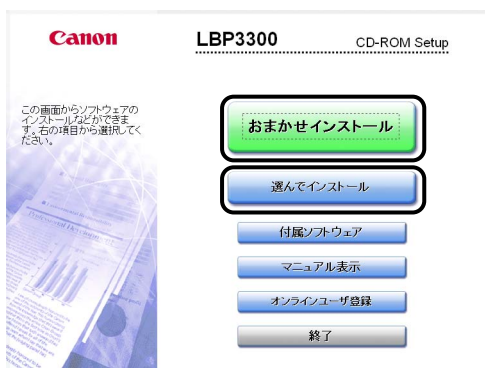 Canon
LBP3300
CD-ROM Setup
この画面からソフトウェアの
インストールなどができま
す。右の項目から選択してく
ださい。
おまかせインストール
選んでインストール
付属ソフトウェア
マニュアル表示
オンラインユーザ登録
終了